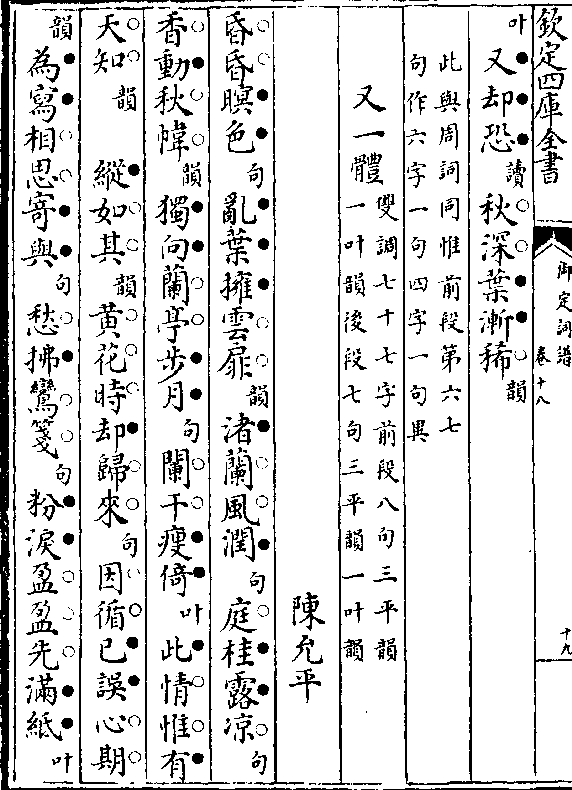 欽定四庫全書
御定詞譜
卷十八
十九
叶又却恐讀秋深葉漸稀韻
此與周詞同惟前段第六七
句作六字一句四字一句異
又一體雙調七十七字前段八句三平韻
一叶韻後段七句三平韻一叶韻
陳允平
昏昏暝色句亂葉擁雲扉韻渚蘭風潤句庭桂露凉句
香動秋幃韻獨向蘭亭步月句闌干瘦倚叶此情惟有
天知韻縱如其韻黄花時却歸來句因循已誤心期
韻為寫相思寄與句愁拂鸞箋句粉淚盈盈先滿紙叶